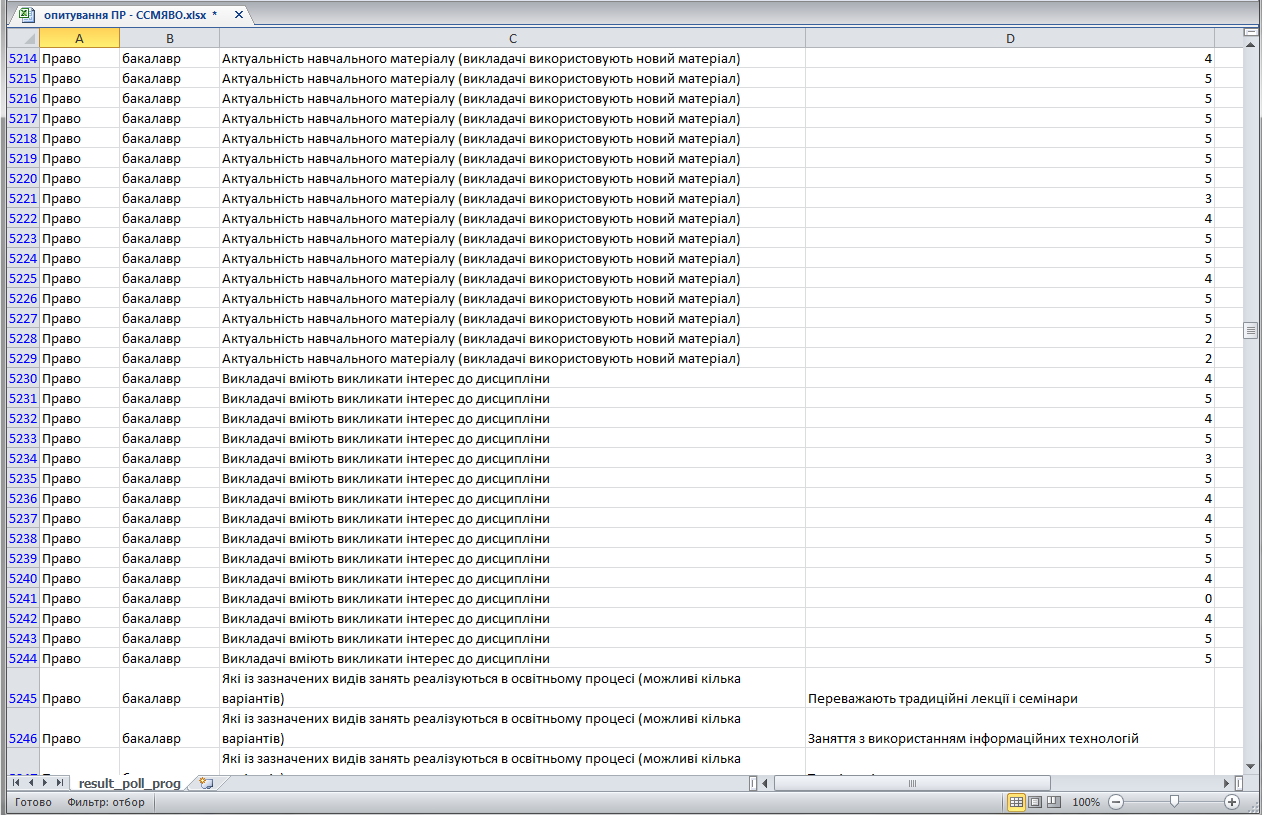 опитування ПР - ССМЯВО.xlsx *
A B C D
5214 Право бакалавр Актуальність навчального матеріалу (викладачі використовують новий матеріал) 4
5215 Право бакалавр Актуальність навчального матеріалу (викладачі використовують новий матеріал) 5
5216 Право бакалавр Актуальність навчального матеріалу (викладачі використовують новий матеріал) 5
5217 Право бакалавр Актуальність навчального матеріалу (викладачі використовують новий матеріал) 5
5218 Право бакалавр Актуальність навчального матеріалу (викладачі використовують новий матеріал) 5
5219 Право бакалавр Актуальність навчального матеріалу (викладачі використовують новий матеріал) 5
5220 Право бакалавр Актуальність навчального матеріалу (викладачі використовують новий матеріал) 5
5221 Право бакалавр Актуальність навчального матеріалу (викладачі використовують новий матеріал) 3
5222 Право бакалавр Актуальність навчального матеріалу (викладачі використовують новий матеріал) 4
5223 Право бакалавр Актуальність навчального матеріалу (викладачі використовують новий матеріал) 5
5224 Право бакалавр Актуальність навчального матеріалу (викладачі використовують новий матеріал) 5
5225 Право бакалавр Актуальність навчального матеріалу (викладачі використовують новий матеріал) 4
5226 Право бакалавр Актуальність навчального матеріалу (викладачі використовують новий матеріал) 5
5227 Право бакалавр Актуальність навчального матеріалу (викладачі використовують новий матеріал) 5
5228 Право бакалавр Актуальність навчального матеріалу (викладачі використовують новий матеріал) 2
5229 Право бакалавр Актуальність навчального матеріалу (викладачі використовують новий матеріал) 2
5230 Право бакалавр Викладачі вміють викликати інтерес до дисципліни 4
5231 Право бакалавр Викладачі вміють викликати інтерес до дисципліни 5
5232 Право бакалавр Викладачі вміють викликати інтерес до дисципліни 4
5233 Право бакалавр Викладачі вміють викликати інтерес до дисципліни 5
5234 Право бакалавр Викладачі вміють викликати інтерес до дисципліни 3
5235 Право бакалавр Викладачі вміють викликати інтерес до дисципліни 5
5236 Право бакалавр Викладачі вміють викликати інтерес до дисципліни 4
5237 Право бакалавр Викладачі вміють викликати інтерес до дисципліни 4
5238 Право бакалавр Викладачі вміють викликати інтерес до дисципліни 5
5239 Право бакалавр Викладачі вміють викликати інтерес до дисципліни 5
5240 Право бакалавр Викладачі вміють викликати інтерес до дисципліни 4
5241 Право бакалавр Викладачі вміють викликати інтерес до дисципліни 0
5242 Право бакалавр Викладачі вміють викликати інтерес до дисципліни 4
5243 Право бакалавр Викладачі вміють викликати інтерес до дисципліни 5
5244 Право бакалавр Викладачі вміють викликати інтерес до дисципліни 5
Які із зазначених видів занять реалізуються в освітньому процесі (можливі кілька
5245 Право бакалавр варіантів) Переважають традиційні лекції і семінари
Які із зазначених видів занять реалізуються в освітньому процесі (можливі кілька
5246 Право бакалавр варіантів) Заняття з використанням інформаційних технологій
Які із зазначених видів занять реалізуються в освітньому процесі (можливі кілька
result_poll_prog
Готово Фильтр: отбор 100%